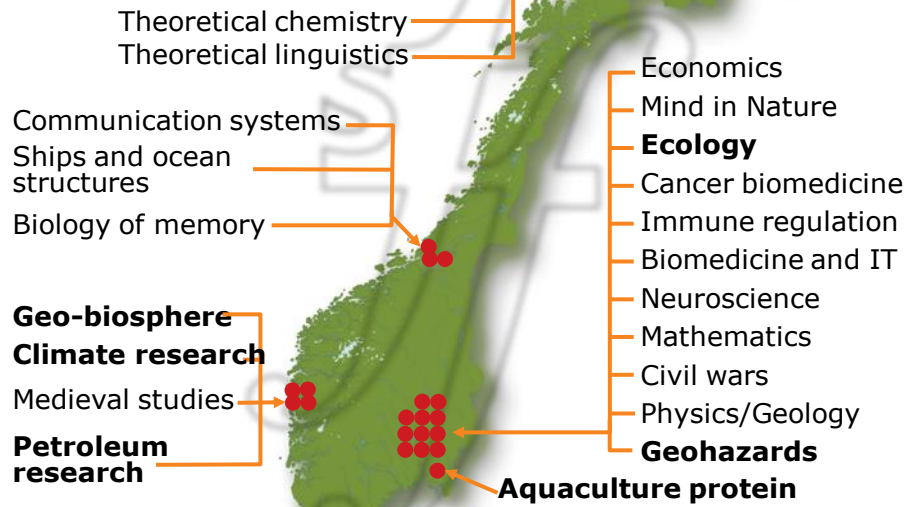 Theoretical chemistry
Theoretical linguistics
Communication systems
Ships and ocean
structures
Biology of memory
Geo-biosphere
Climate research
Medieval studies
Petroleum
research
Economics
Mind in Nature
Ecology
Cancer biomedicine
Immune regulation
Biomedicine and IT
Neuroscience
Mathematics
Civil wars
Physics/Geology
Geohazards
Aquaculture protein